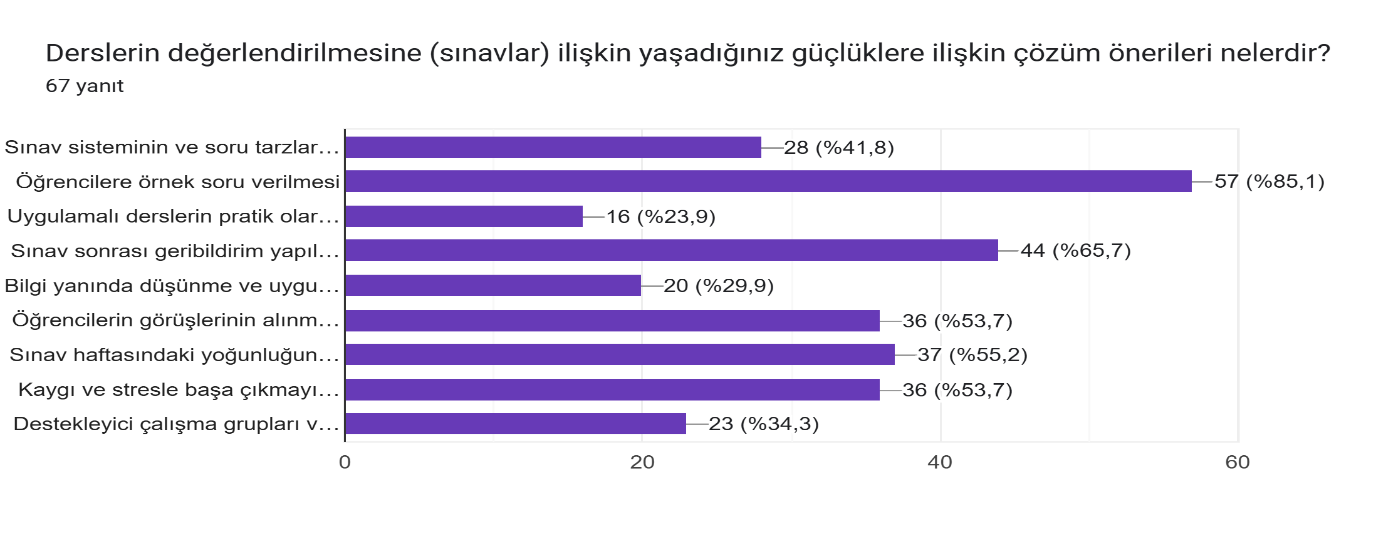 Derslerin değerlendirilmesine (sınavlar) ilişkin yaşadığınız güçlüklere ilişkin çözüm önerileri nelerdir?
67 yanıt
Sınav sisteminin ve soru tarzlar… 28 (%41,8)
Öğrencilere örnek soru verilmesi 57 (%85,1)
Uygulamalı derslerin pratik olar… 16 (%23,9)
Sınav sonrası geribildirim yapıl… 44 (%65,7)
Bilgi yanında düşünme ve uygu… 20 (%29,9)
Öğrencilerin görüşlerinin alınm… 36 (%53,7)
Sınav haftasındaki yoğunluğun… 37 (%55,2)
Kaygı ve stresle başa çıkmayı… 36 (%53,7)
Destekleyici çalışma grupları v… 23 (%34,3)
0 20 40 60